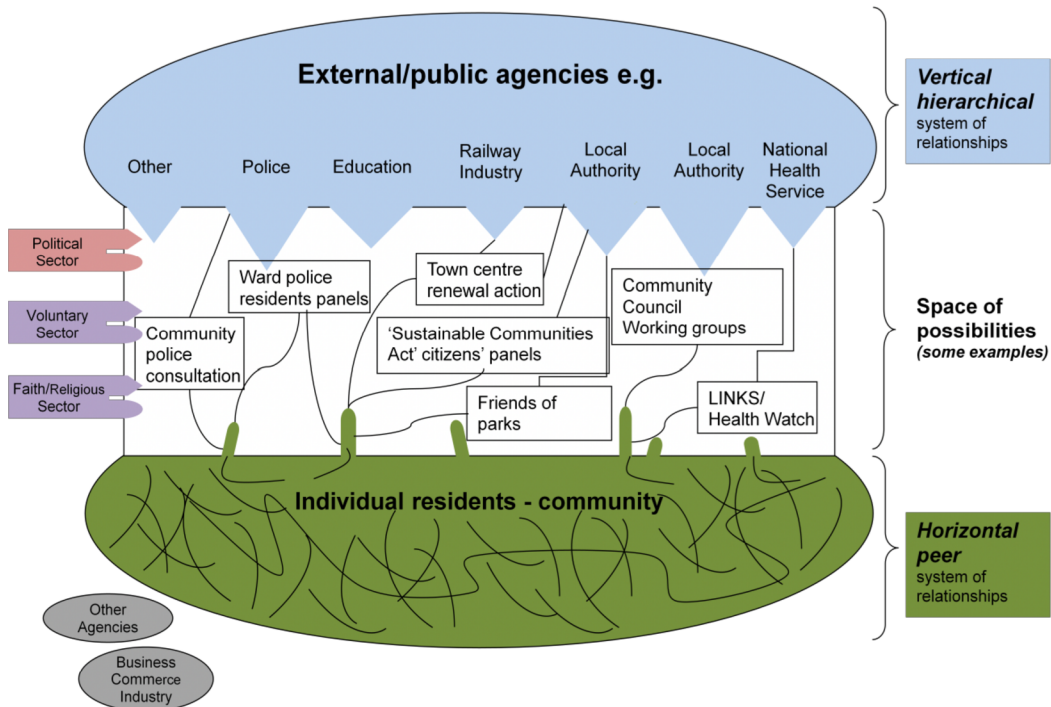 External/public agencies e.g.
Other
Police
Education
Railway
Industry
Local
Authority
Local
Authority
National
Health
Service
Vertical
hierarchical
system of
relationships
Political
Sector
Voluntary
Sector
Faith/Religious
Sector
Community
police
consultation
Ward police
residents panels
Town centre
renewal action
‘Sustainable Communities
Act’ citizens’ panels
Friends of
parks
Community
Council
Working groups
LINKS/
Health Watch
Space of
possibilities
(some examples)
Individual residents - community
Horizontal
peer
system of
relationships
Other
Agencies
Business
Commerce
Industry